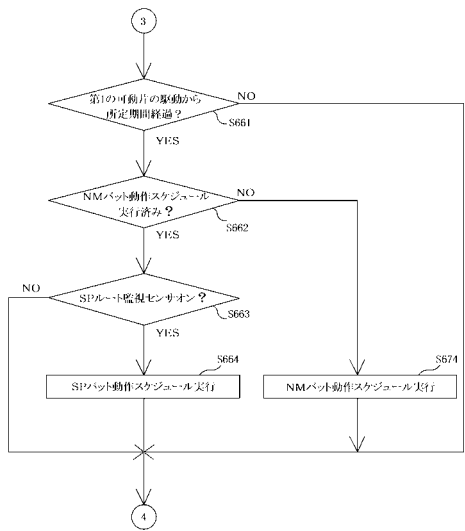 3
第1の可動片の駆動から
所定期間経過?
NO
S661
YES
NMバット動作スケジュール
実行済み?
NO
S662
YES
SPルート監視センサオン?
NO
S663
YES
S664
SPバット動作スケジュール実行
S674
NMバット動作スケジュール実行
4